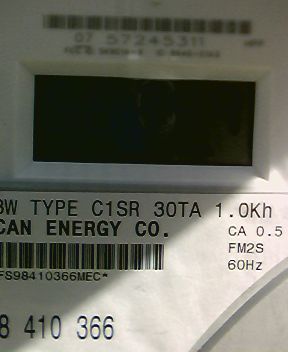 07 57245311
3W TYPE C1SR 30TA 1.0Kh
CAN ENERGY CO.
CA 0.5
FM2S
60Hz
FS98410366MEC*
8 410 366